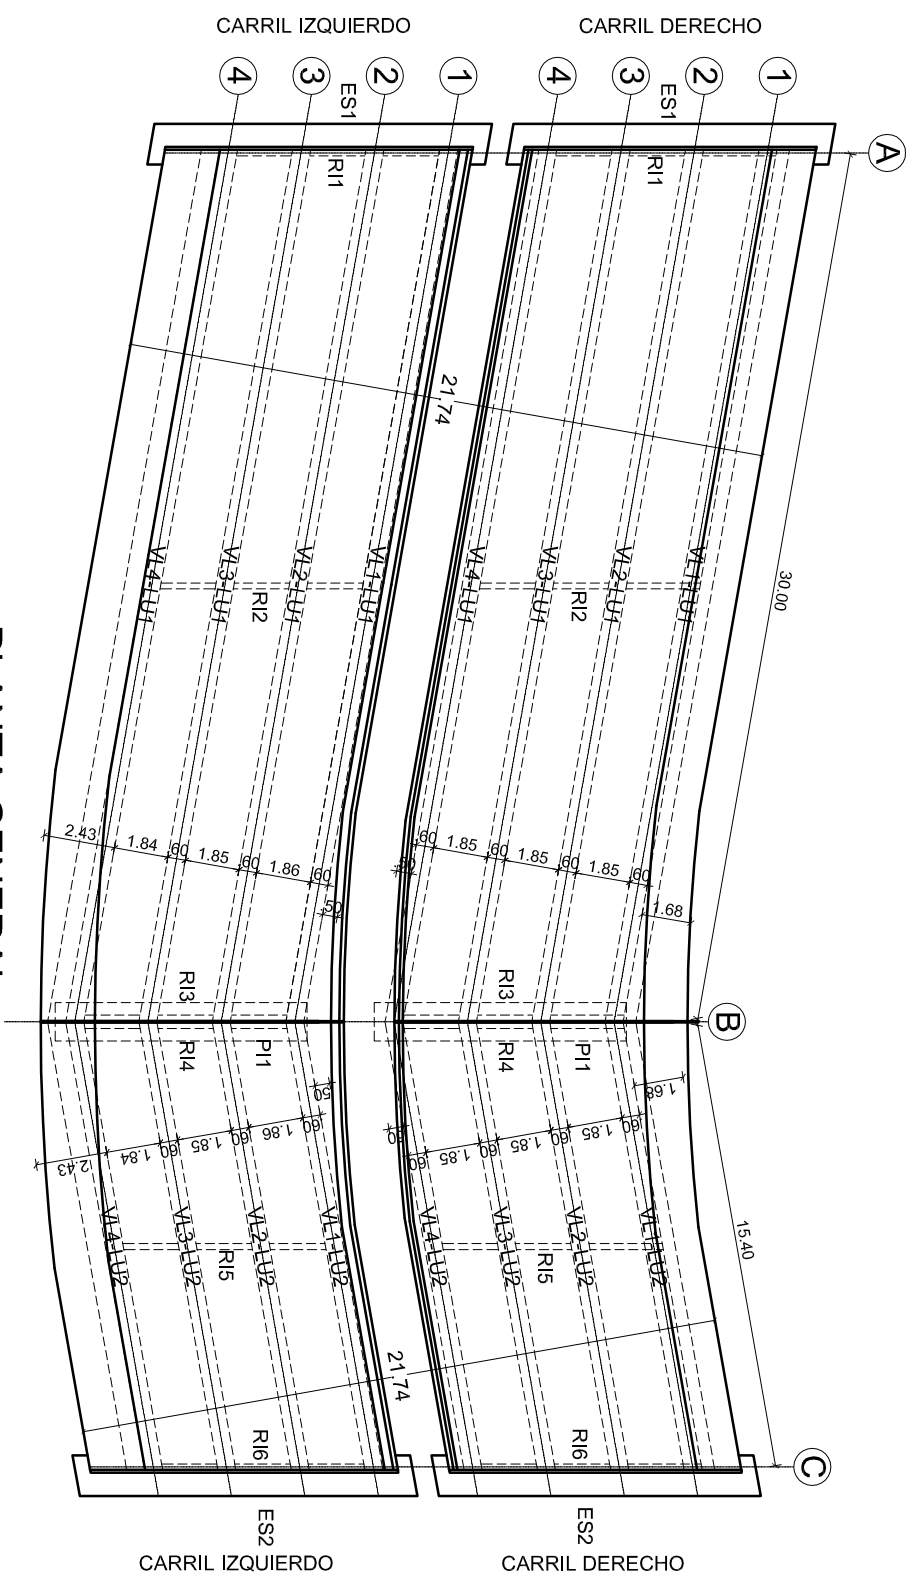 CARRIL IZQUIERDO
CARRIL DERECHO
4
3
2
1
4
3
2
1
ES1
ES1
A
RI1
RI1
21.74
30.00
VL4-LU1
VL3-LU1
VL2-LU1
VL1-LU1
VL4-LU1
VL3-LU1
VL2-LU1
VL1-LU1
RI2
RI2
2.43
1.84
60
1.85
60
1.86
60
50
60
1.85
60
1.85
60
1.85
60
50
1.68
RI3
RI3
B
RI4
PI1
RI4
PI1
50
1.68
2.43
1.84
60
1.85
60
1.86
60
50
60
1.85
60
1.85
60
1.85
60
VL4-LU2
VL3-LU2
VL2-LU2
VL1-LU2
VL4-LU2
VL3-LU2
VL2-LU2
VL1-LU2
RI5
RI5
15.40
21.74
RI6
RI6
C
ES2
ES2
CARRIL IZQUIERDO
CARRIL DERECHO